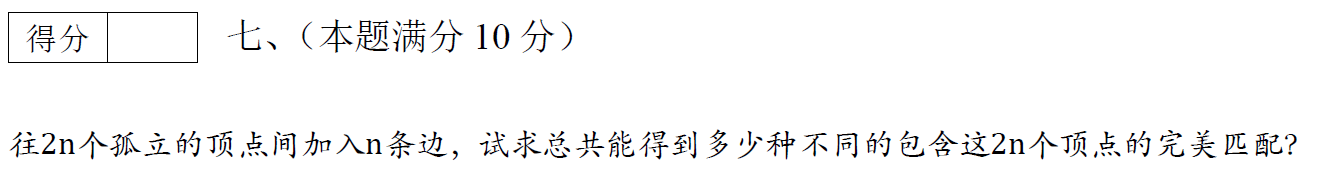 得分 七、（本题满分 10 分）
往2n个孤立的顶点间加入n条边，试求总共能得到多少种不同的包含这2n个顶点的完美匹配？